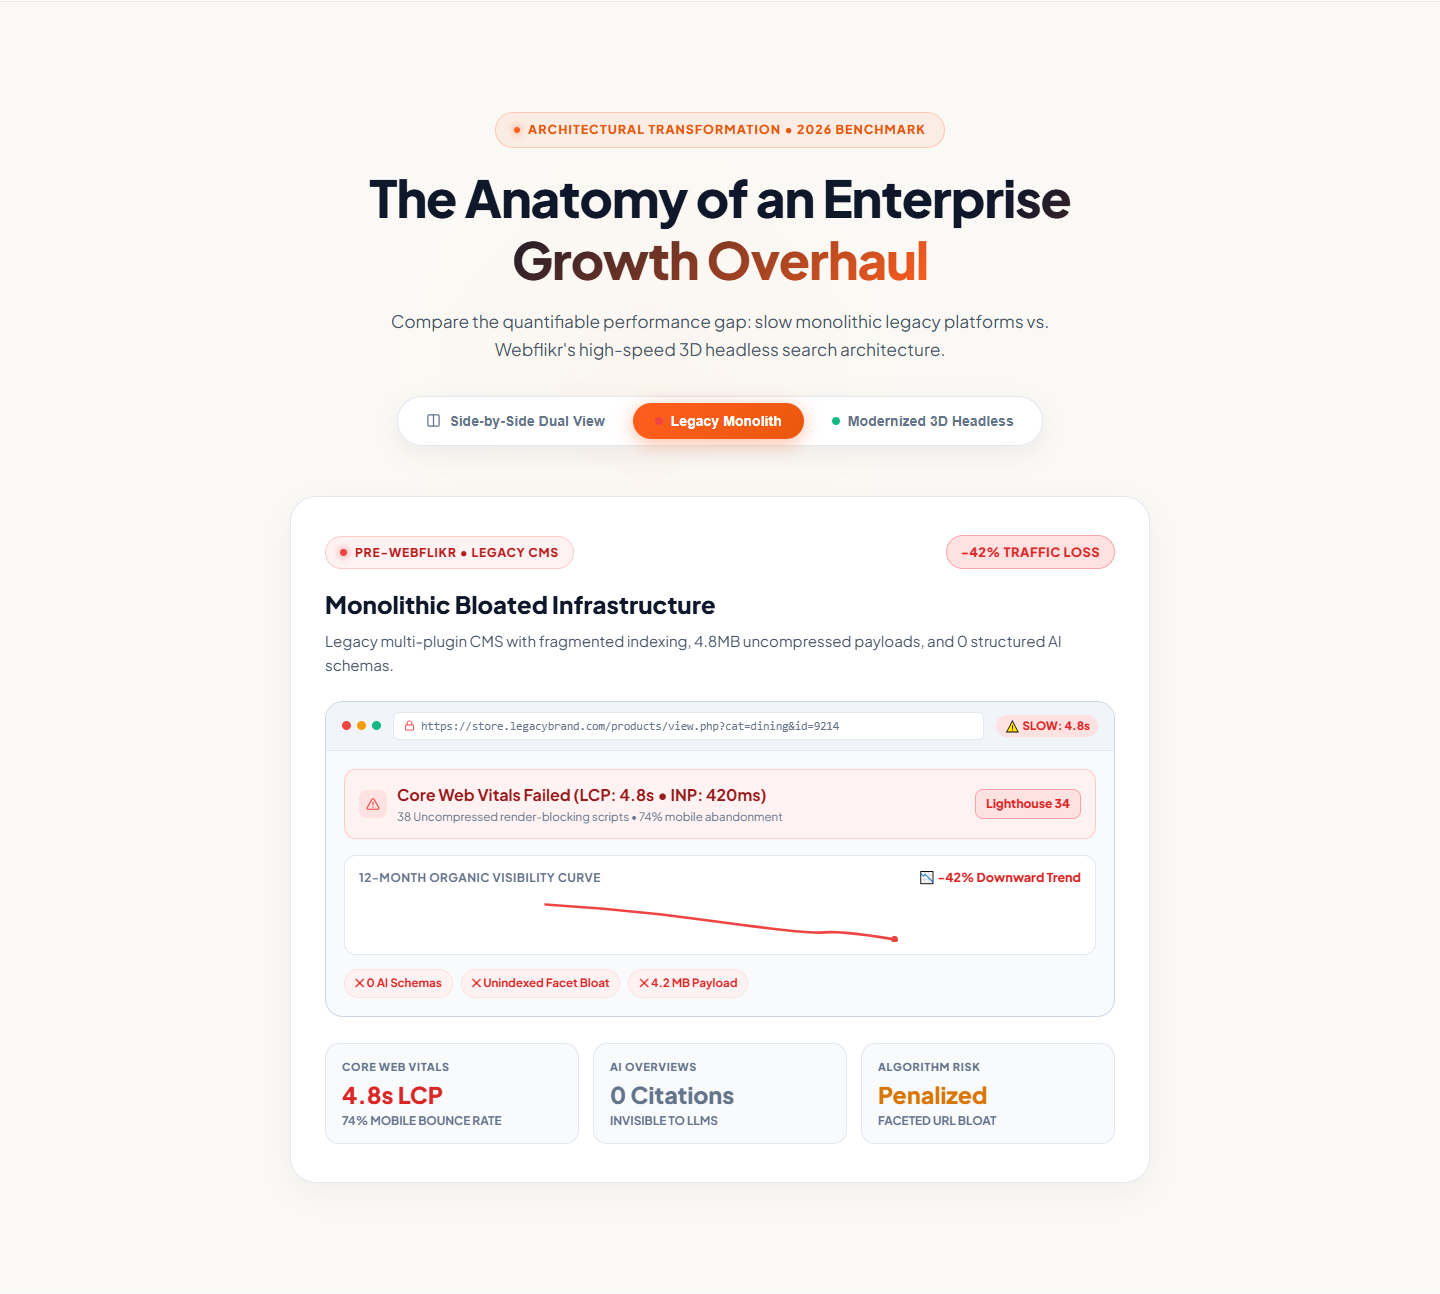 ARCHITECTURAL TRANSFORMATION • 2026 BENCHMARK
The Anatomy of an Enterprise
Growth Overhaul
Compare the quantifiable performance gap: slow monolithic legacy platforms vs.
Webflikr's high-speed 3D headless search architecture.
Side-by-Side Dual View
Legacy Monolith
Modernized 3D Headless
PRE-WEBFLIKR • LEGACY CMS
-42% TRAFFIC LOSS
Monolithic Bloated Infrastructure
Legacy multi-plugin CMS with fragmented indexing, 4.8MB uncompressed payloads, and 0 structured AI
schemas.
https://store.legacybrand.com/products/view.php?cat=dining&id=9214
⚠️ SLOW: 4.8s
Core Web Vitals Failed (LCP: 4.8s • INP: 420ms)
38 Uncompressed render-blocking scripts • 74% mobile abandonment
Lighthouse 34
12-MONTH ORGANIC VISIBILITY CURVE
📉 -42% Downward Trend
✕ 0 AI Schemas
✕ Unindexed Facet Bloat
✕ 4.2 MB Payload
CORE WEB VITALS
4.8s LCP
74% MOBILE BOUNCE RATE
AI OVERVIEWS
0 Citations
INVISIBLE TO LLMS
ALGORITHM RISK
Penalized
FACETED URL BLOAT